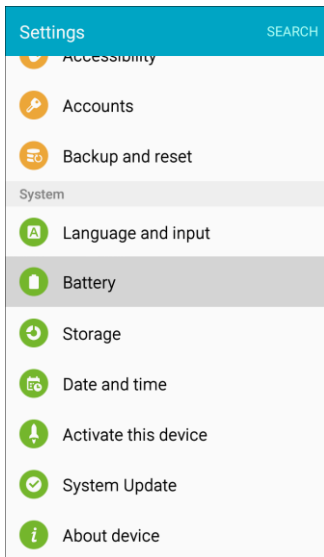 Settings
SEARCH
Accessibility
Accounts
Backup and reset
System
A
Language and input
Battery
Storage
Date and time
Activate this device
System Update
i
About device